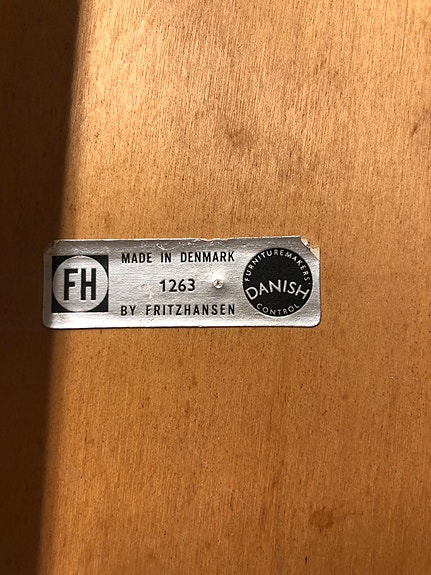 FH
MADE IN DENMARK
1263
BY FRITZHANSEN
FURNITUREMAKERS'
DANISH
CONTROL